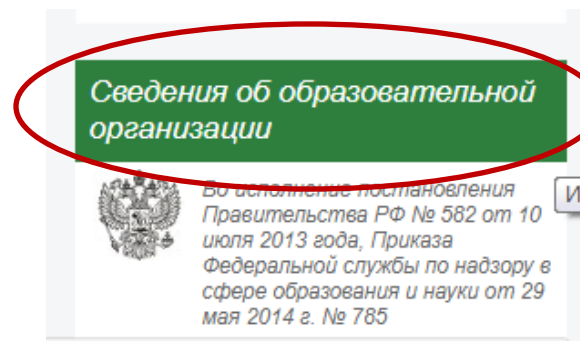 Сведения об образовательной
организации
Во исполнение постановления
Правительства РФ № 582 от 10
июля 2013 года, Приказа
Федеральной службы по надзору в
сфере образования и науки от 29
мая 2014 г. № 785